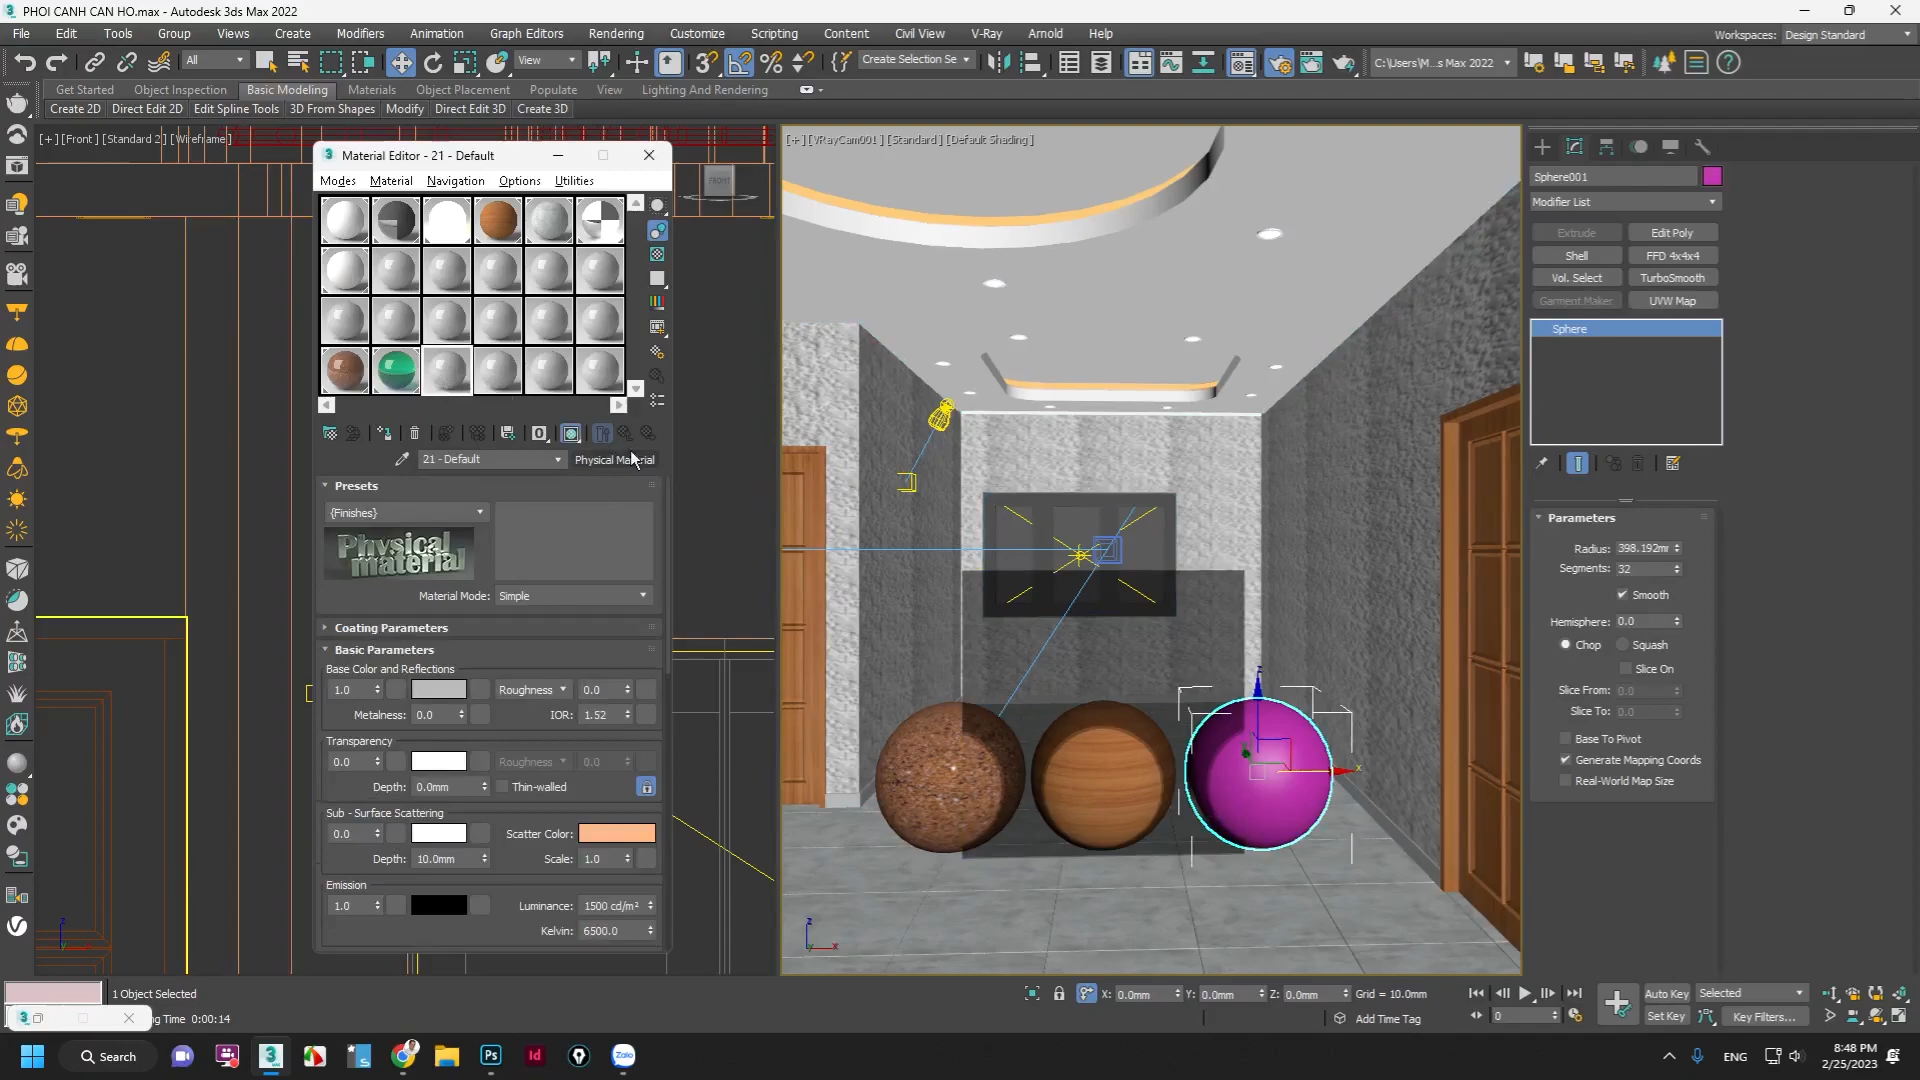 PHOI CANH CAN HO.max - Autodesk 3ds Max 2022
File Edit Tools Group Views Create Modifiers Animation Graph Editors Rendering Customize Scripting Content Civil View V-Ray Arnold Help
Workspaces: Design Standard
All
View
Create Selection Se
C:\Users\M...s Max 2022
Get Started Object Inspection Basic Modeling Materials Object Placement Populate View Lighting And Rendering
Create 2D Direct Edit 2D Edit Spline Tools 3D From Shapes Modify Direct Edit 3D Create 3D
[+] [Front ] [Standard 2 ] [Wireframe ]
FRONT
[+] [VRayCam001 ] [Standard ] [Default Shading ]
Material Editor - 21 - Default
Modes Material Navigation Options Utilities
21 - Default
Physical Material
Presets
{Finishes}
Physical material
Material Mode: Simple
Coating Parameters
Basic Parameters
Base Color and Reflections
1.0 Roughness 0.0
Metalness: 0.0 IOR: 1.52
Transparency
0.0 Roughness 0.0
Depth: 0.0mm Thin-walled
Sub - Surface Scattering
0.0 Scatter Color:
Depth: 10.0mm Scale: 1.0
Emission
1.0 Luminance: 1500 cd/m²
Kelvin: 6500.0
Sphere001
Modifier List
Extrude Edit Poly
Shell FFD 4x4x4
Vol. Select TurboSmooth
Garment Maker UVW Map
Sphere
Parameters
Radius: 398.192mr
Segments: 32
Smooth
Hemisphere: 0.0
Chop Squash
Slice On
Slice From: 0.0
Slice To: 0.0
Base To Pivot
Generate Mapping Coords
Real-World Map Size
1 Object Selected
X: 0.0mm Y: 0.0mm Z: 0.0mm Grid = 10.0mm
Auto Key Selected
ng Time 0:00:14
Add Time Tag
0
Set Key Key Filters...
Search
Ps
Id
Zalo
ENG
8:48 PM
2/25/2023